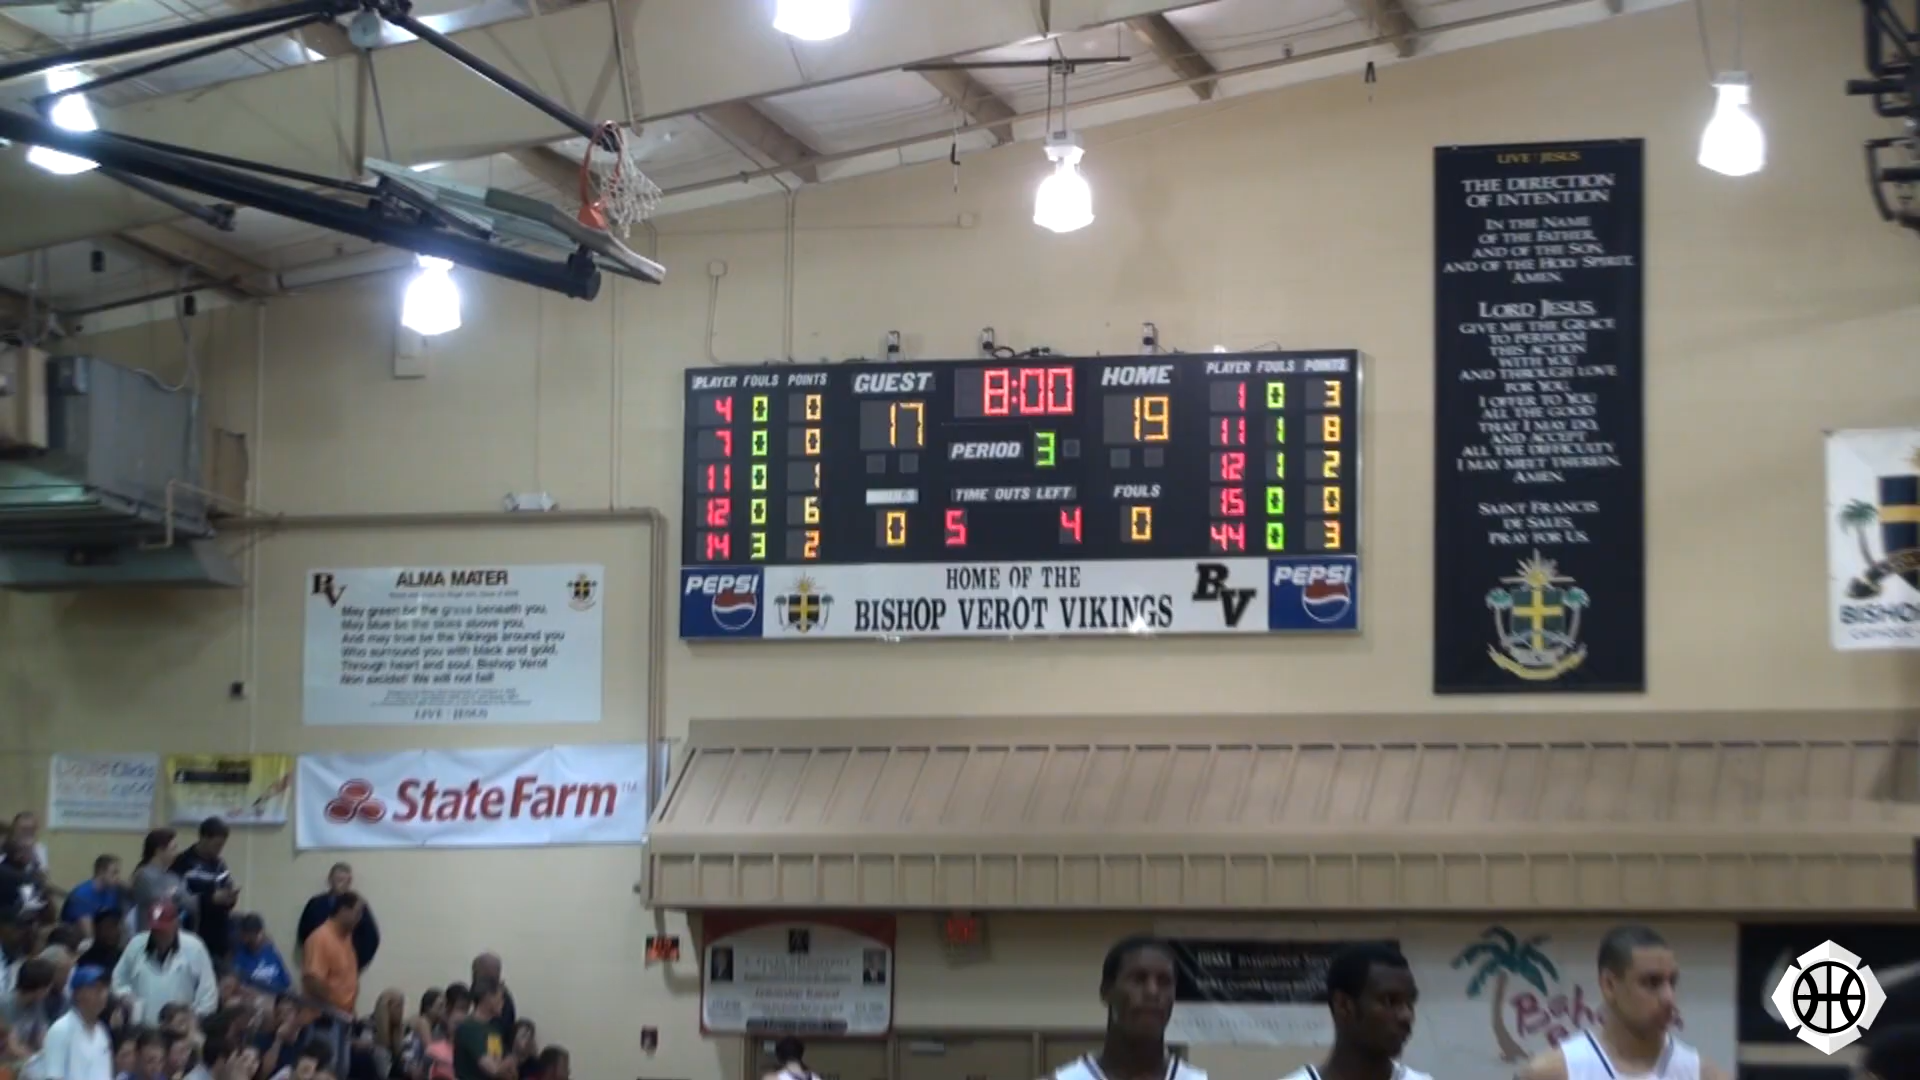 PLAYER FOULS POINTS
GUEST
8:00
HOME
PLAYER FOULS POINTS
4 0 0
7 0 0
11 0 1
12 0 6
14 3 2
17
PERIOD 3
19
TIME OUTS LEFT
FOULS
0
5
4
0
1 0 3
11 1 8
12 1 2
15 0 0
44 0 3
PEPSI
HOME OF THE
BISHOP VEROT VIKINGS
BV
PEPSI
LIVE JESUS
THE DIRECTION
OF INTENTION
IN THE NAME
OF THE FATHER,
AND OF THE SON,
AND OF THE HOLY SPIRIT.
AMEN.
LORD JESUS,
GIVE ME THE GRACE
TO PERFORM
THIS ACTION
WITH YOU
AND THROUGH LOVE
FOR YOU.
I OFFER TO YOU
ALL THE GOOD
THAT I MAY DO,
AND ACCEPT
ALL THE DIFFICULTY
I MAY MEET THEREIN.
AMEN.
SAINT FRANCIS
DE SALES,
PRAY FOR US.
BV
ALMA MATER
May green be the grass beneath you,
May blue be the skies above you,
And may true be the Vikings around you
Who surround you with black and gold,
Through heart and soul, Bishop Verot
Non excidet! We will not fail!
LIVE JESUS
StateFarm™
Insurance